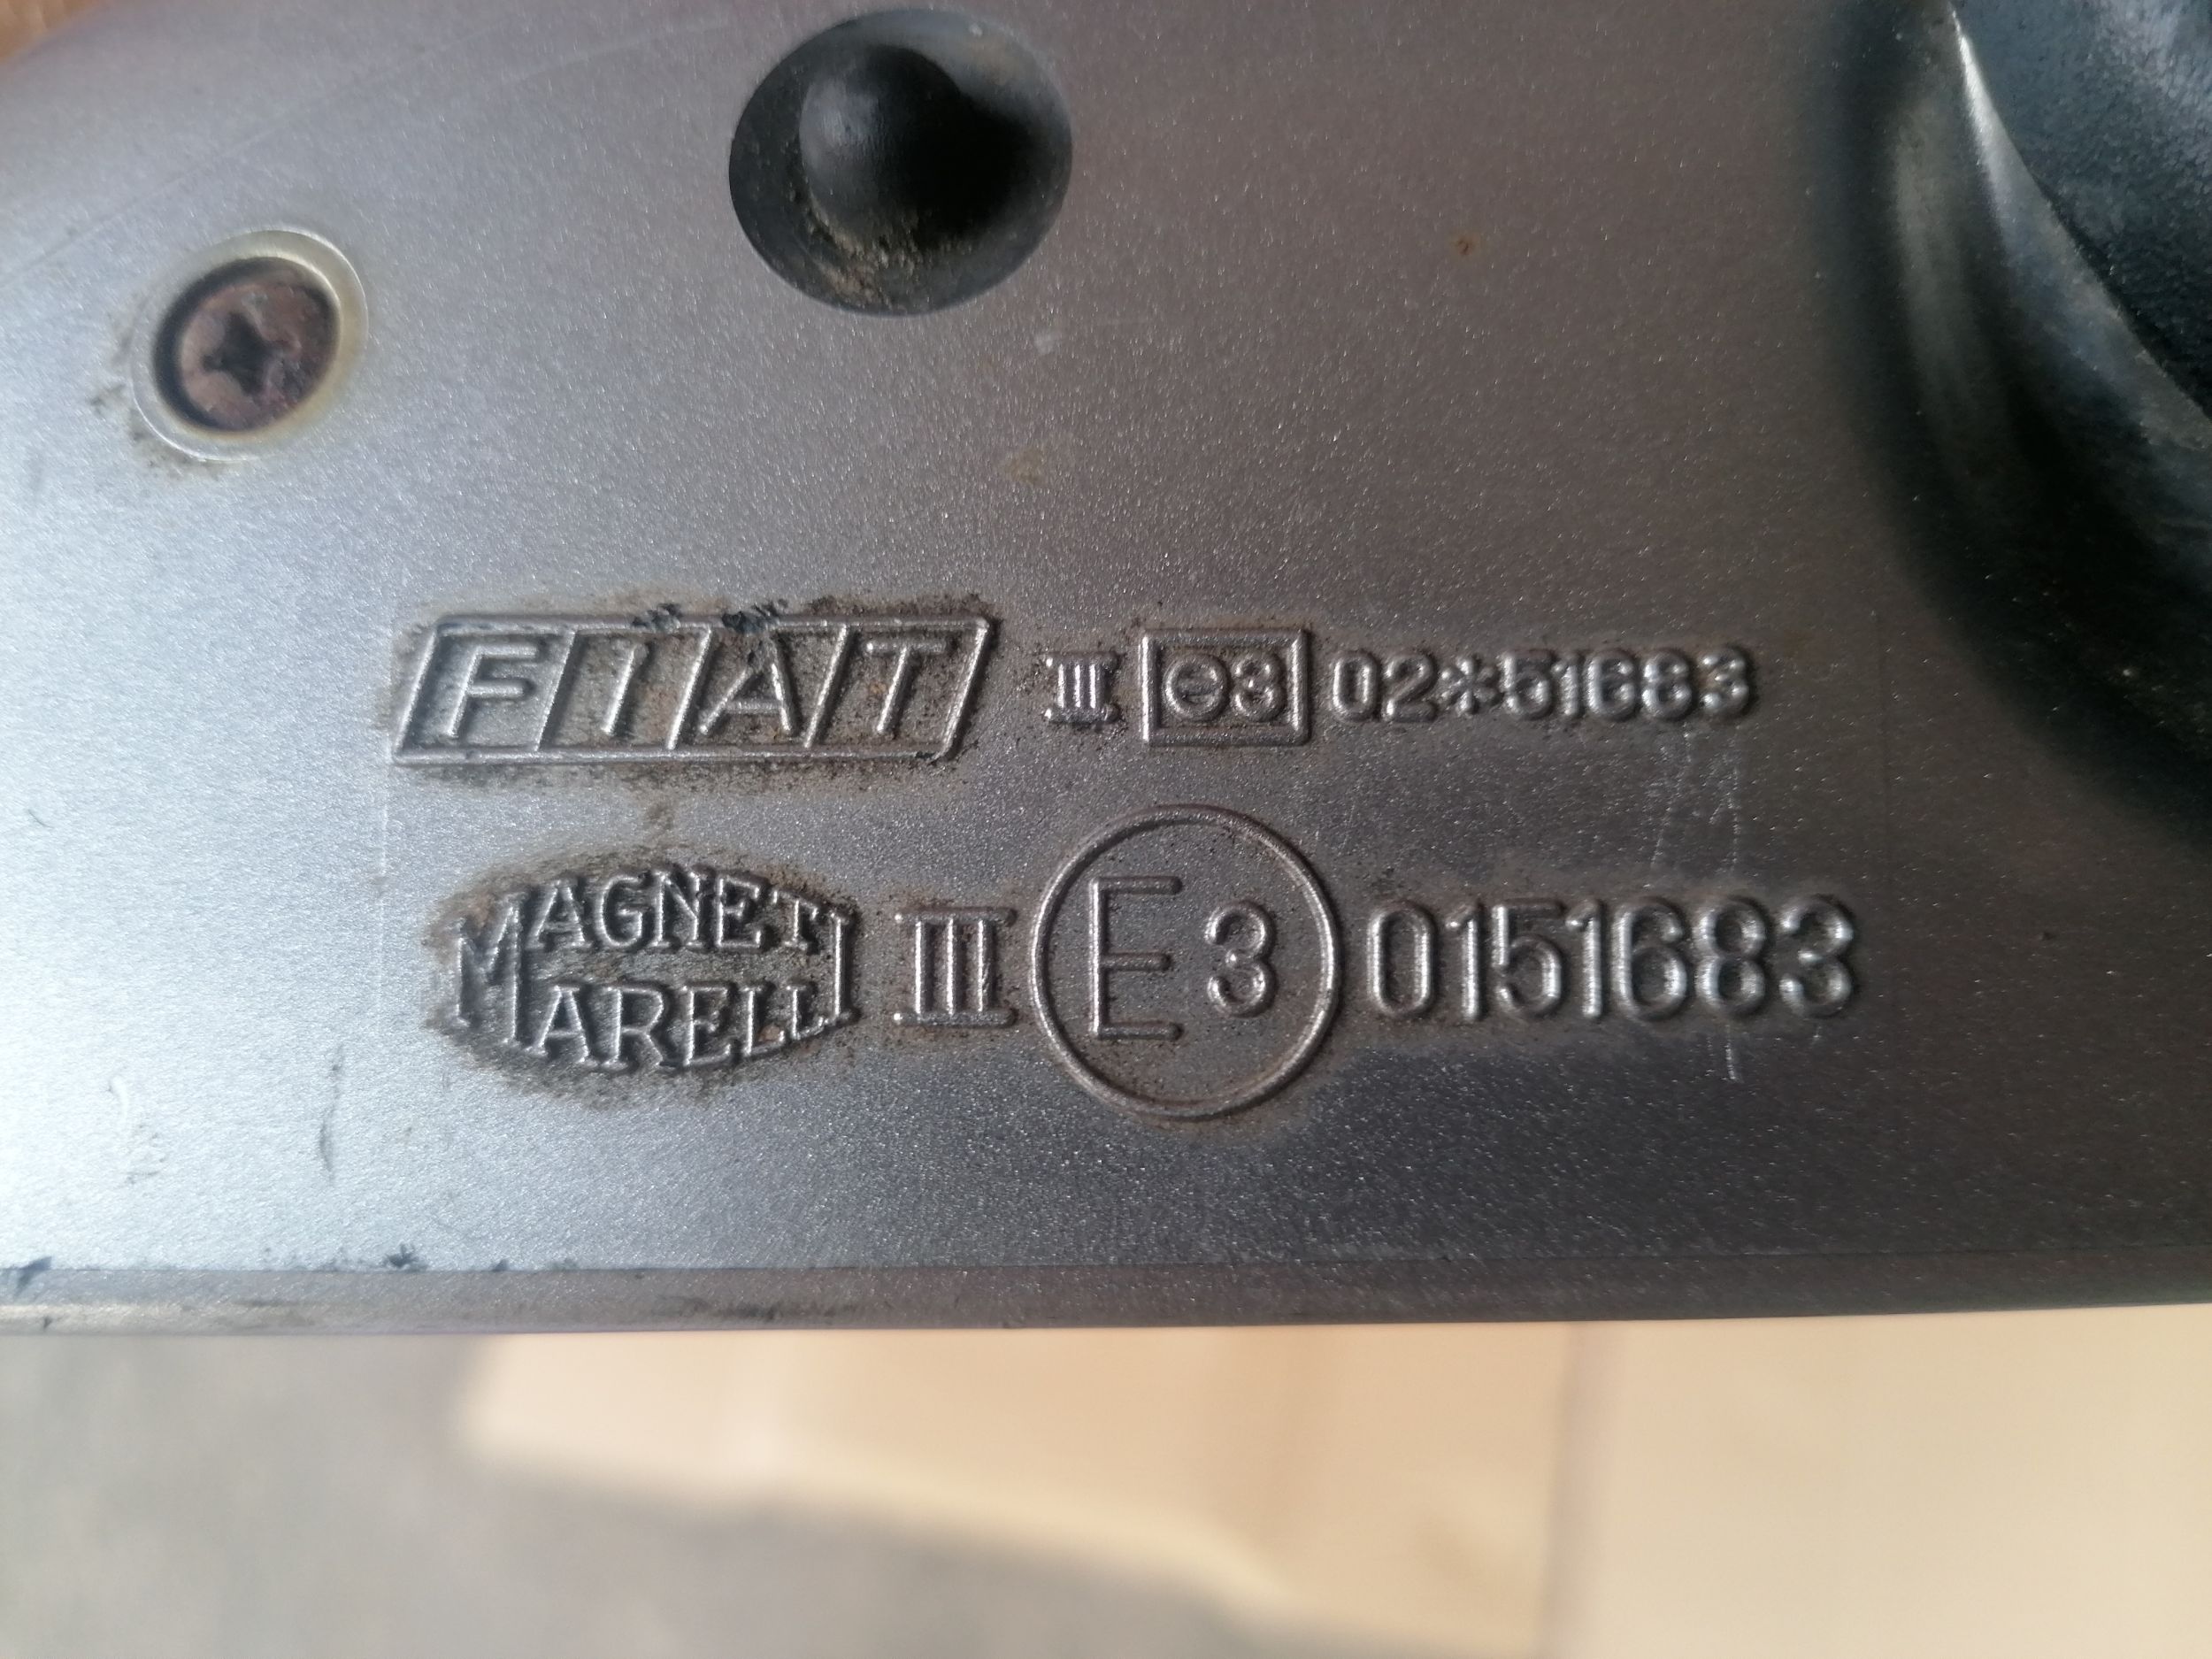 FIAT III e3 02*51683
MAGNETI MARELLI III E3 0151683